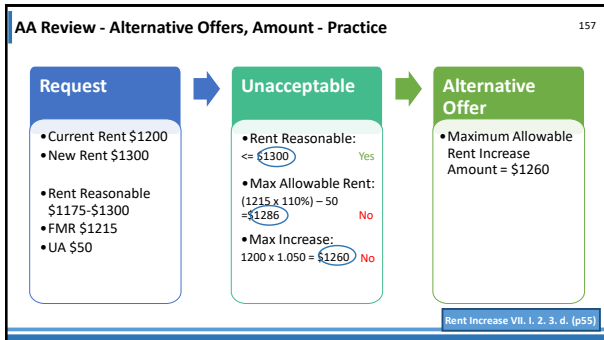 AA Review - Alternative Offers, Amount - Practice
157
Request
•Current Rent $1200
•New Rent $1300
•Rent Reasonable
$1175-$1300
•FMR $1215
•UA $50
Unacceptable
•Rent Reasonable:
<= $1300 Yes
•Max Allowable Rent:
(1215 x 110%) – 50
=$1286 No
•Max Increase:
1200 x 1.050 = $1260 No
Alternative
Offer
•Maximum Allowable
Rent Increase
Amount = $1260
Rent Increase VII. I. 2. 3. d. (p55)